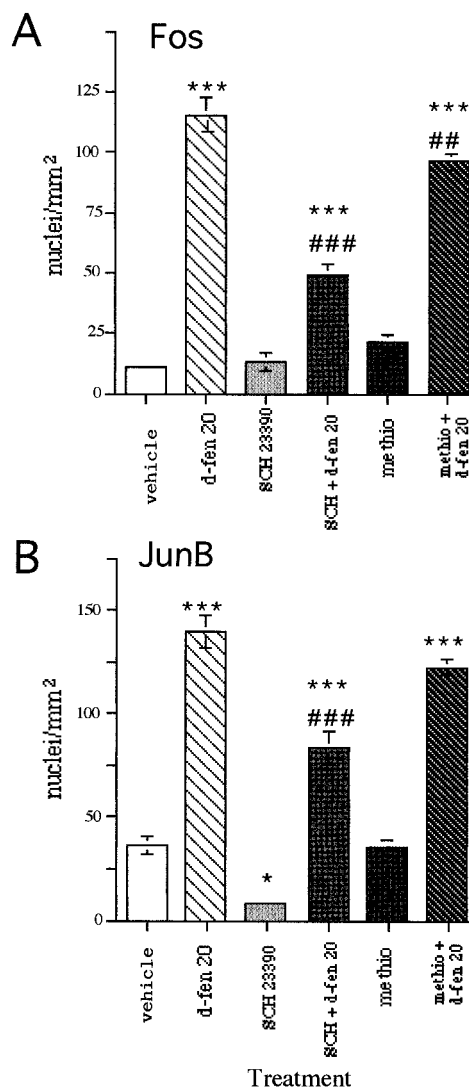 A Fos
nuclei/mm²
125
100
75
50
25
0
***
***
###
***
##
vehicle
d-fen 20
SCH 23390
SCH + d-fen 20
methio
methio +
d-fen 20
B JunB
nuclei/mm²
150
100
50
0
***
*
***
###
***
vehicle
d-fen 20
SCH 23390
SCH + d-fen 20
methio
methio +
d-fen 20
Treatment